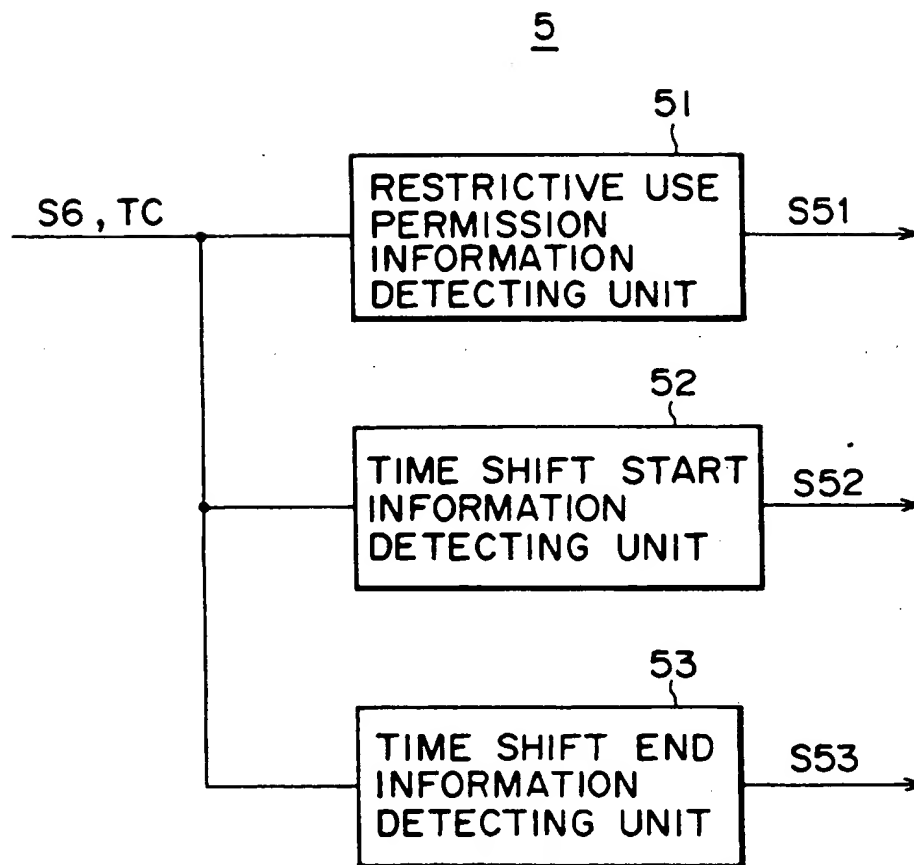 5
51
RESTRICTIVE USE
PERMISSION
INFORMATION
DETECTING UNIT
S6, TC
S51
52
TIME SHIFT START
INFORMATION
DETECTING UNIT
S52
53
TIME SHIFT END
INFORMATION
DETECTING UNIT
S53